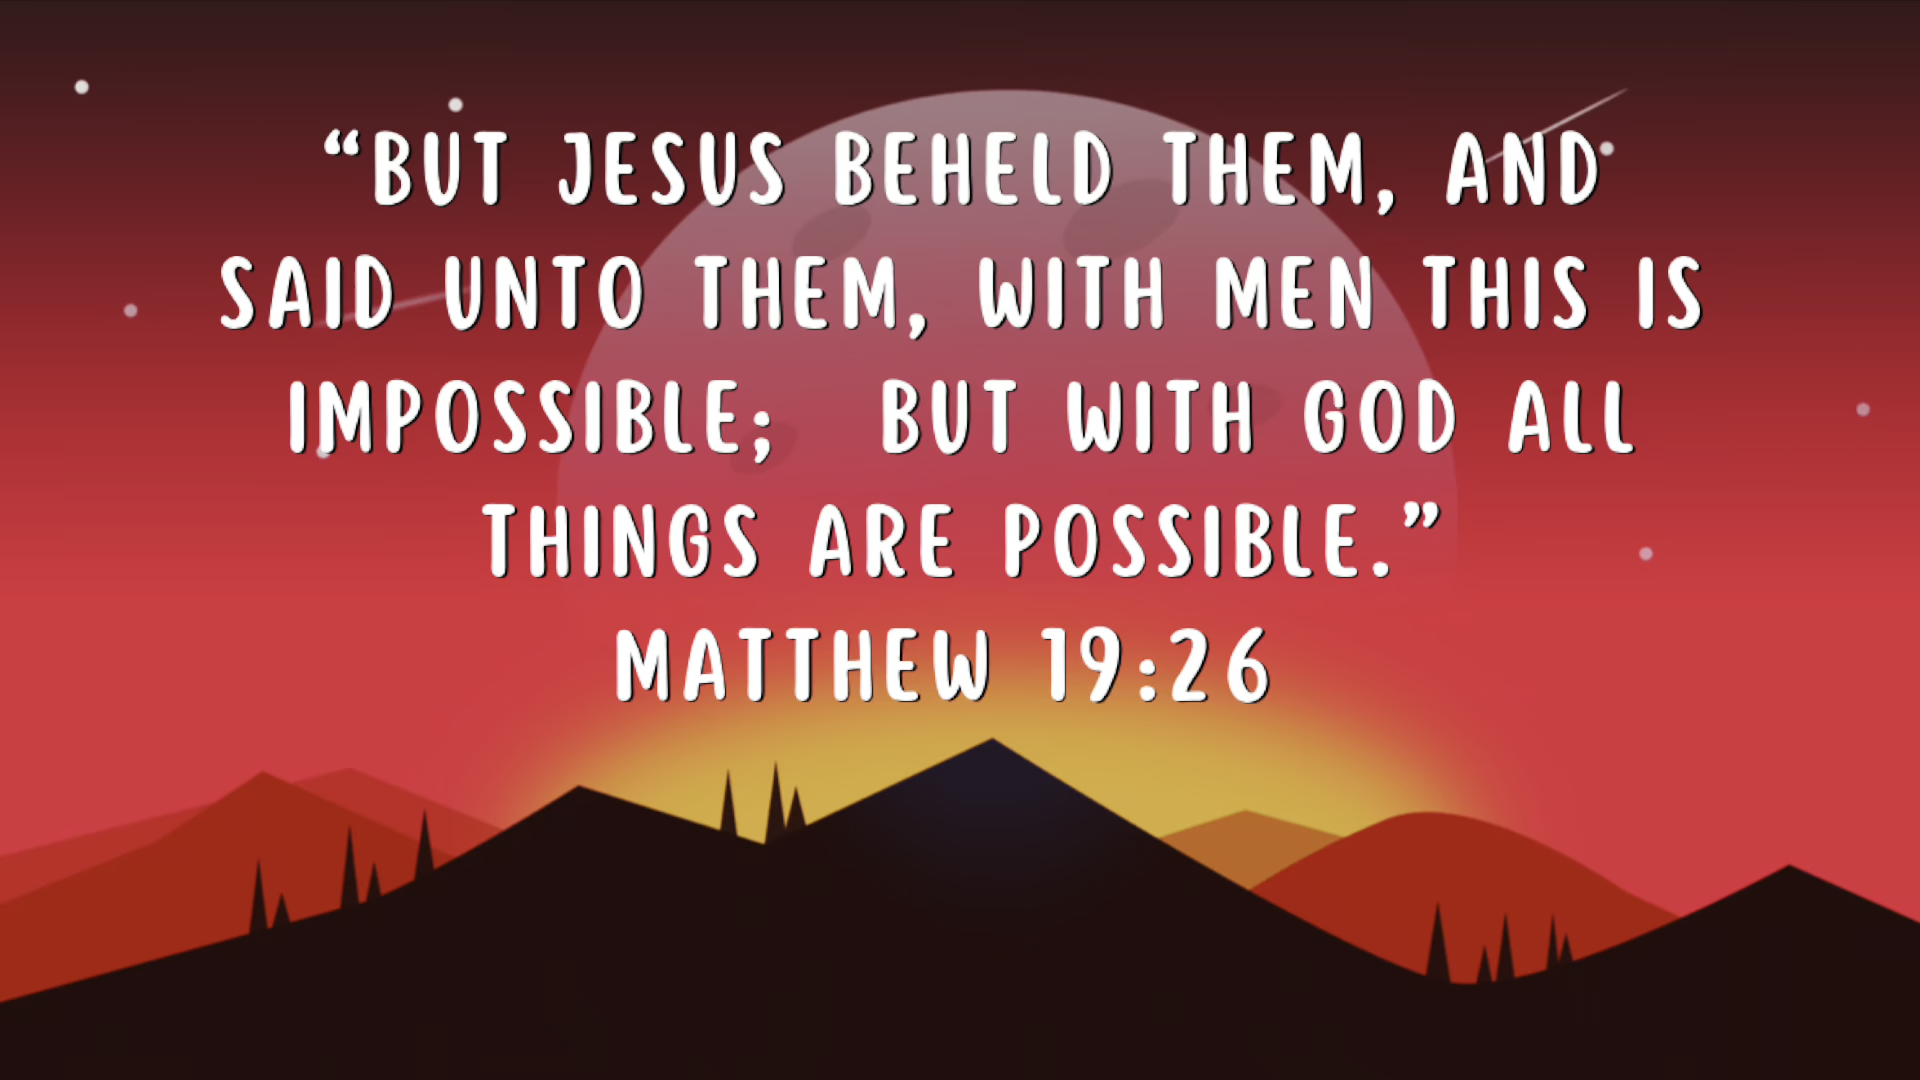 “BUT JESUS BEHELD THEM, AND
SAID UNTO THEM, WITH MEN THIS IS
IMPOSSIBLE; BUT WITH GOD ALL
THINGS ARE POSSIBLE.”
MATTHEW 19:26